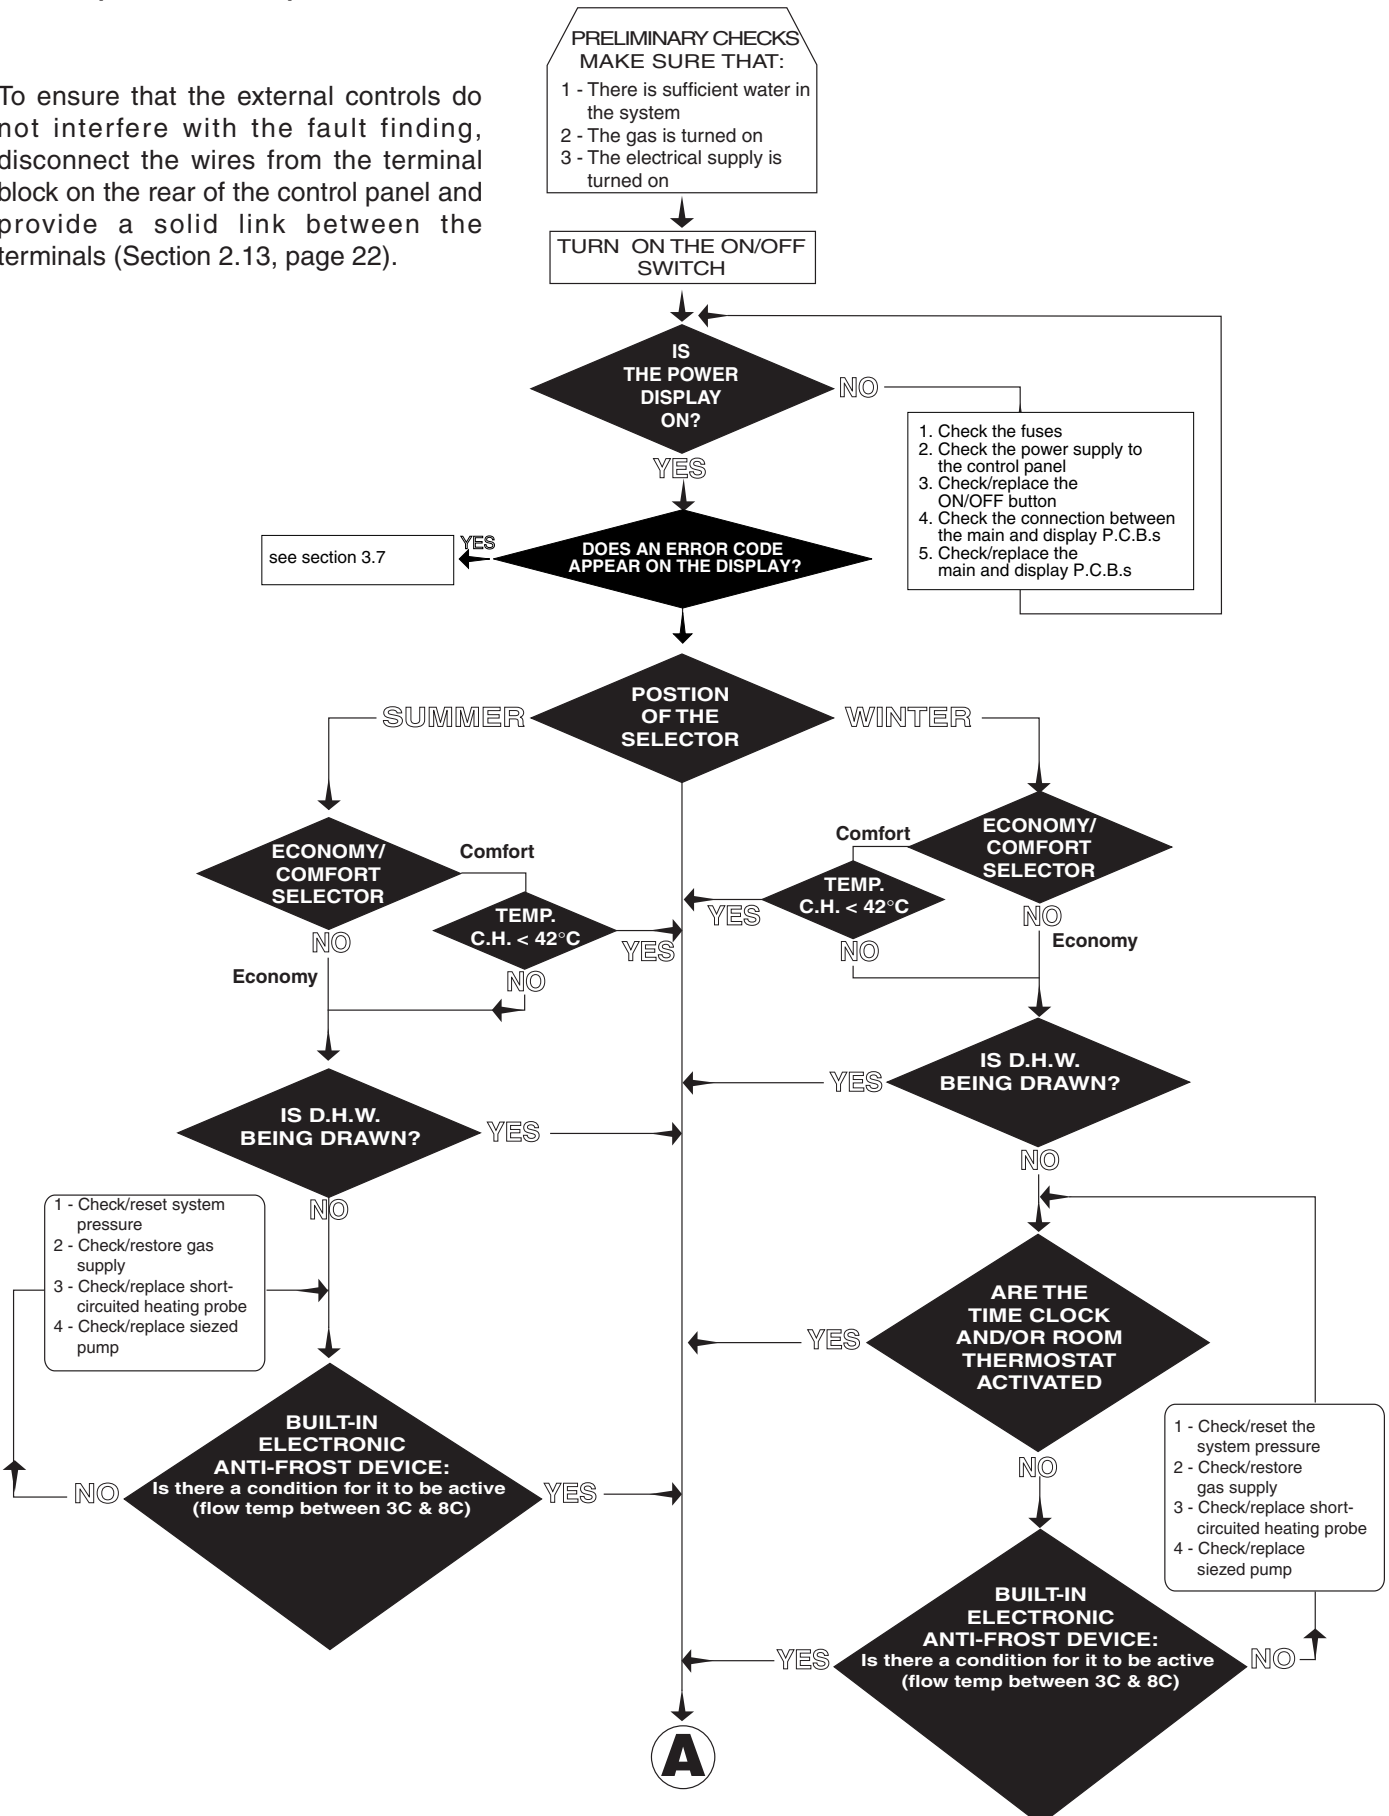 To ensure that the external controls do
not interfere with the fault finding,
disconnect the wires from the terminal
block on the rear of the control panel and
provide a solid link between the
terminals (Section 2.13, page 22).
PRELIMINARY CHECKS
MAKE SURE THAT:
1 - There is sufficient water in
the system
2 - The gas is turned on
3 - The electrical supply is
turned on
TURN ON THE ON/OFF
SWITCH
IS
THE POWER
DISPLAY
ON?
NO
YES
1. Check the fuses
2. Check the power supply to
the control panel
3. Check/replace the
ON/OFF button
4. Check the connection between
the main and display P.C.B.s
5. Check/replace the
main and display P.C.B.s
DOES AN ERROR CODE
APPEAR ON THE DISPLAY?
YES
see section 3.7
POSTION
OF THE
SELECTOR
SUMMER
WINTER
ECONOMY/
COMFORT
SELECTOR
Comfort
TEMP.
C.H. < 42°C
YES
NO
NO
Economy
ECONOMY/
COMFORT
SELECTOR
Comfort
TEMP.
C.H. < 42°C
YES
NO
NO
Economy
IS D.H.W.
BEING DRAWN?
YES
NO
IS D.H.W.
BEING DRAWN?
YES
NO
1 - Check/reset system
pressure
2 - Check/restore gas
supply
3 - Check/replace short-
circuited heating probe
4 - Check/replace siezed
pump
ARE THE
TIME CLOCK
AND/OR ROOM
THERMOSTAT
ACTIVATED
YES
NO
BUILT-IN
ELECTRONIC
ANTI-FROST DEVICE:
Is there a condition for it to be active
(flow temp between 3C & 8C)
NO
YES
1 - Check/reset the
system pressure
2 - Check/restore
gas supply
3 - Check/replace short-
circuited heating probe
4 - Check/replace
siezed pump
BUILT-IN
ELECTRONIC
ANTI-FROST DEVICE:
Is there a condition for it to be active
(flow temp between 3C & 8C)
YES
NO
A